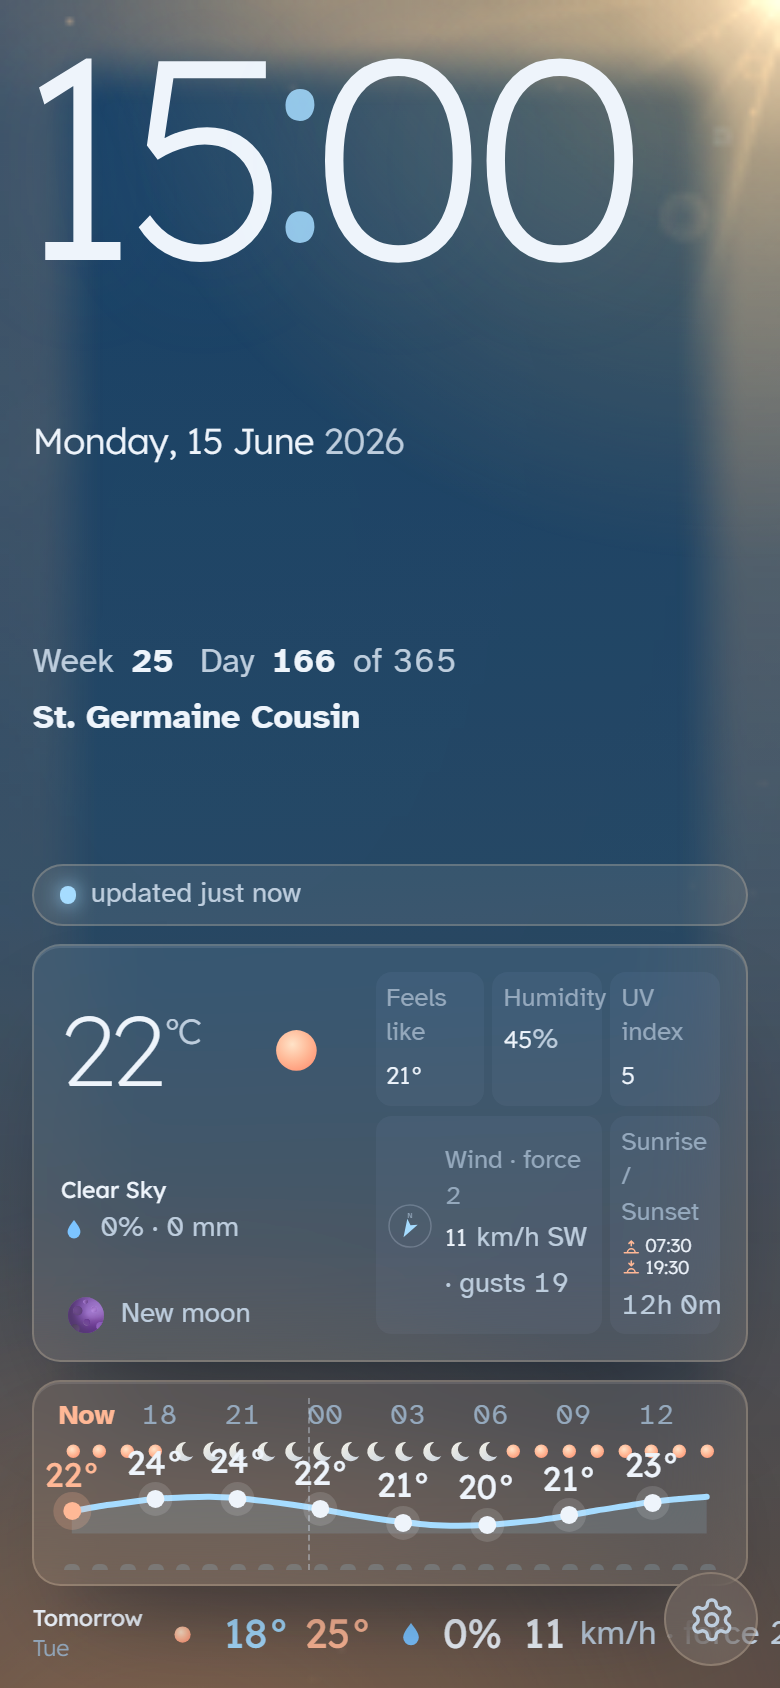 15:00
Monday, 15 June 2026
Week 25 Day 166 of 365
St. Germaine Cousin
updated just now
22°C
Feels like
21°
Humidity
45%
UV index
5
Clear Sky
0% · 0 mm
New moon
N
Wind · force 2
11 km/h SW
· gusts 19
Sunrise
/
Sunset
07:30
19:30
12h 0m
Now 18 21 00 03 06 09 12
22° 24° 24° 22° 21° 20° 21° 23°
Tomorrow
Tue
18° 25° 0% 11 km/h · force 2